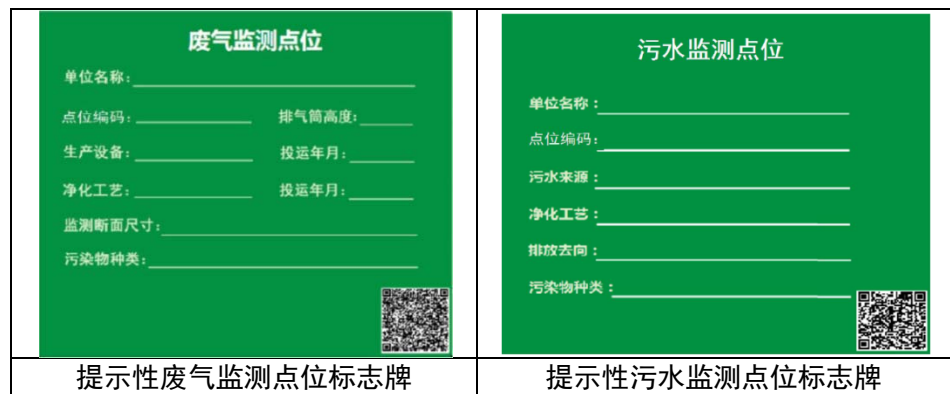 废气监测点位
单位名称:
点位编码: 排气筒高度:
生产设备: 投运年月:
净化工艺: 投运年月:
监测断面尺寸:
污染物种类:
提示性废气监测点位标志牌
污水监测点位
单位名称：
点位编码:
污水来源：
净化工艺：
排放去向：
污染物种类：
提示性污水监测点位标志牌